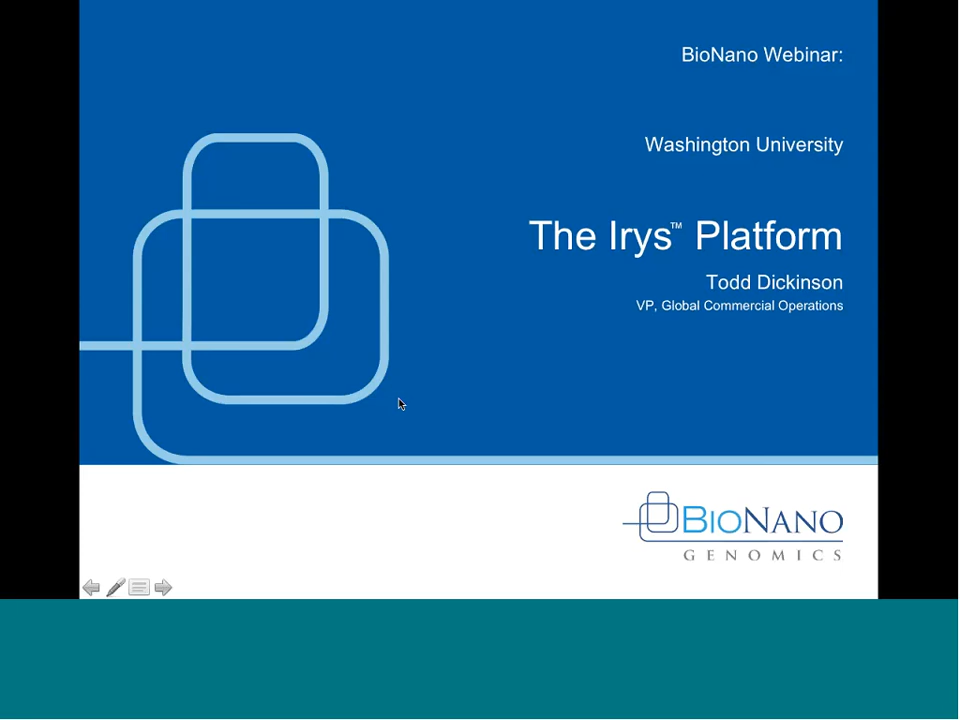 BioNano Webinar:
Washington University
The Irys™ Platform
Todd Dickinson
VP, Global Commercial Operations
BIONANO
GENOMICS